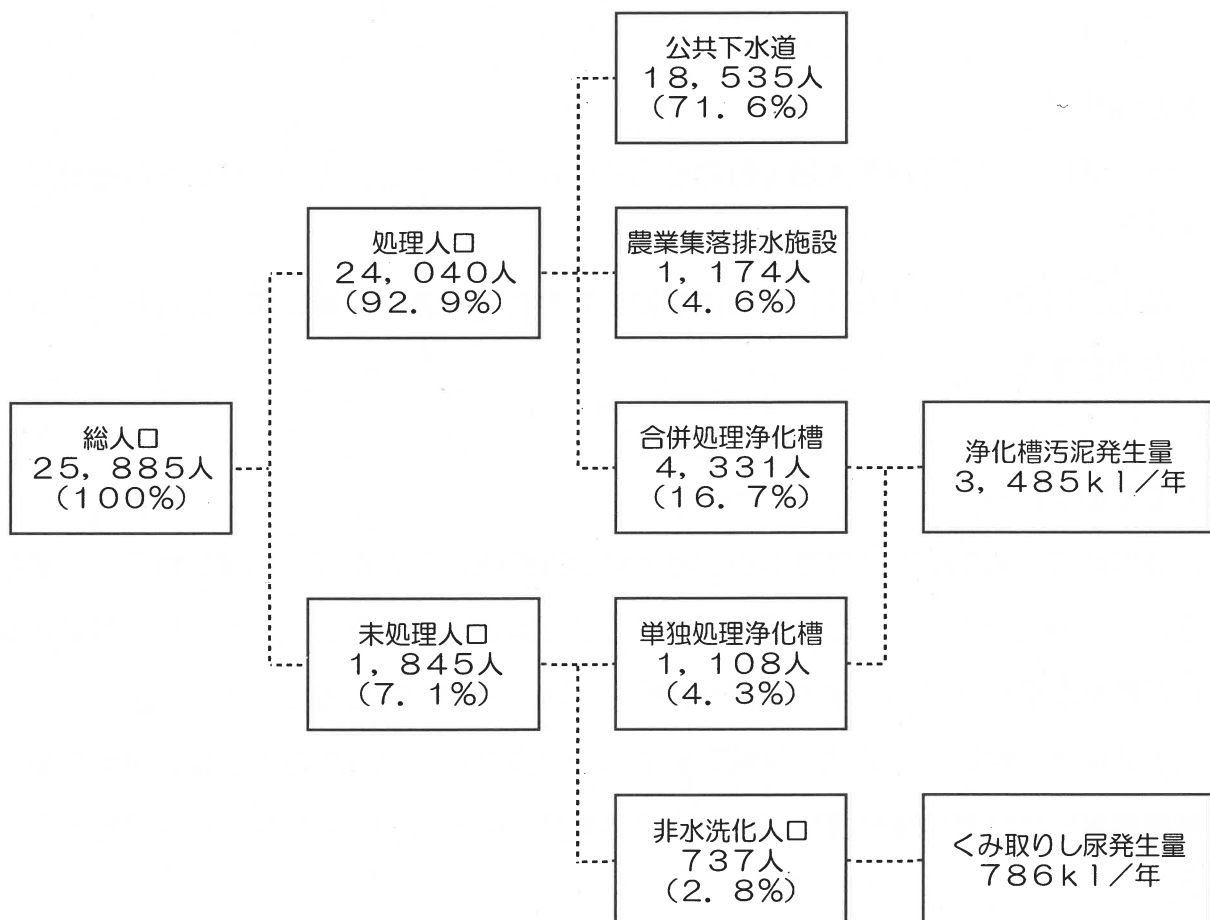 公共下水道
１８，５３５人
（７１．６％）
処理人口
２４，０４０人
（９２．９％）
農業集落排水施設
１，１７４人
（４．６％）
総人口
２５，８８５人
（１００％）
合併処理浄化槽
４，３３１人
（１６．７％）
浄化槽汚泥発生量
３，４８５ｋｌ／年
未処理人口
１，８４５人
（７．１％）
単独処理浄化槽
１，１０８人
（４．３％）
非水洗化人口
７３７人
（２．８％）
くみ取りし尿発生量
７８６ｋｌ／年